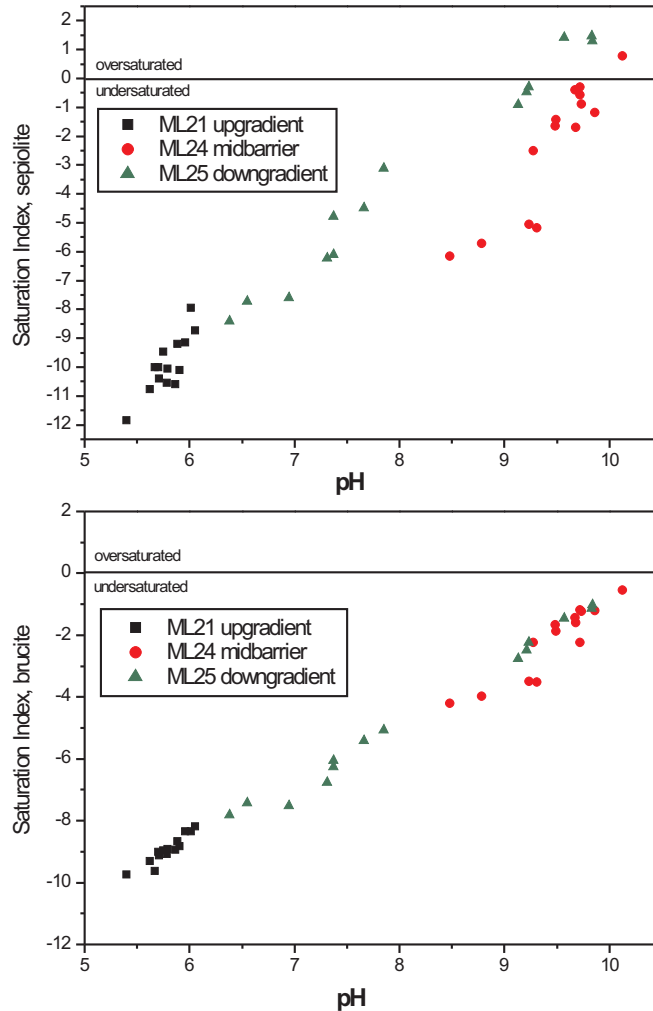 2
1
0
-1
-2
-3
-4
-5
-6
-7
-8
-9
-10
-11
-12
Saturation Index, sepiolite
oversaturated
undersaturated
ML21 upgradient
ML24 midbarrier
ML25 downgradient
5 6 7 8 9 10
pH
2
0
-2
-4
-6
-8
-10
-12
Saturation Index, brucite
oversaturated
undersaturated
ML21 upgradient
ML24 midbarrier
ML25 downgradient
5 6 7 8 9 10
pH